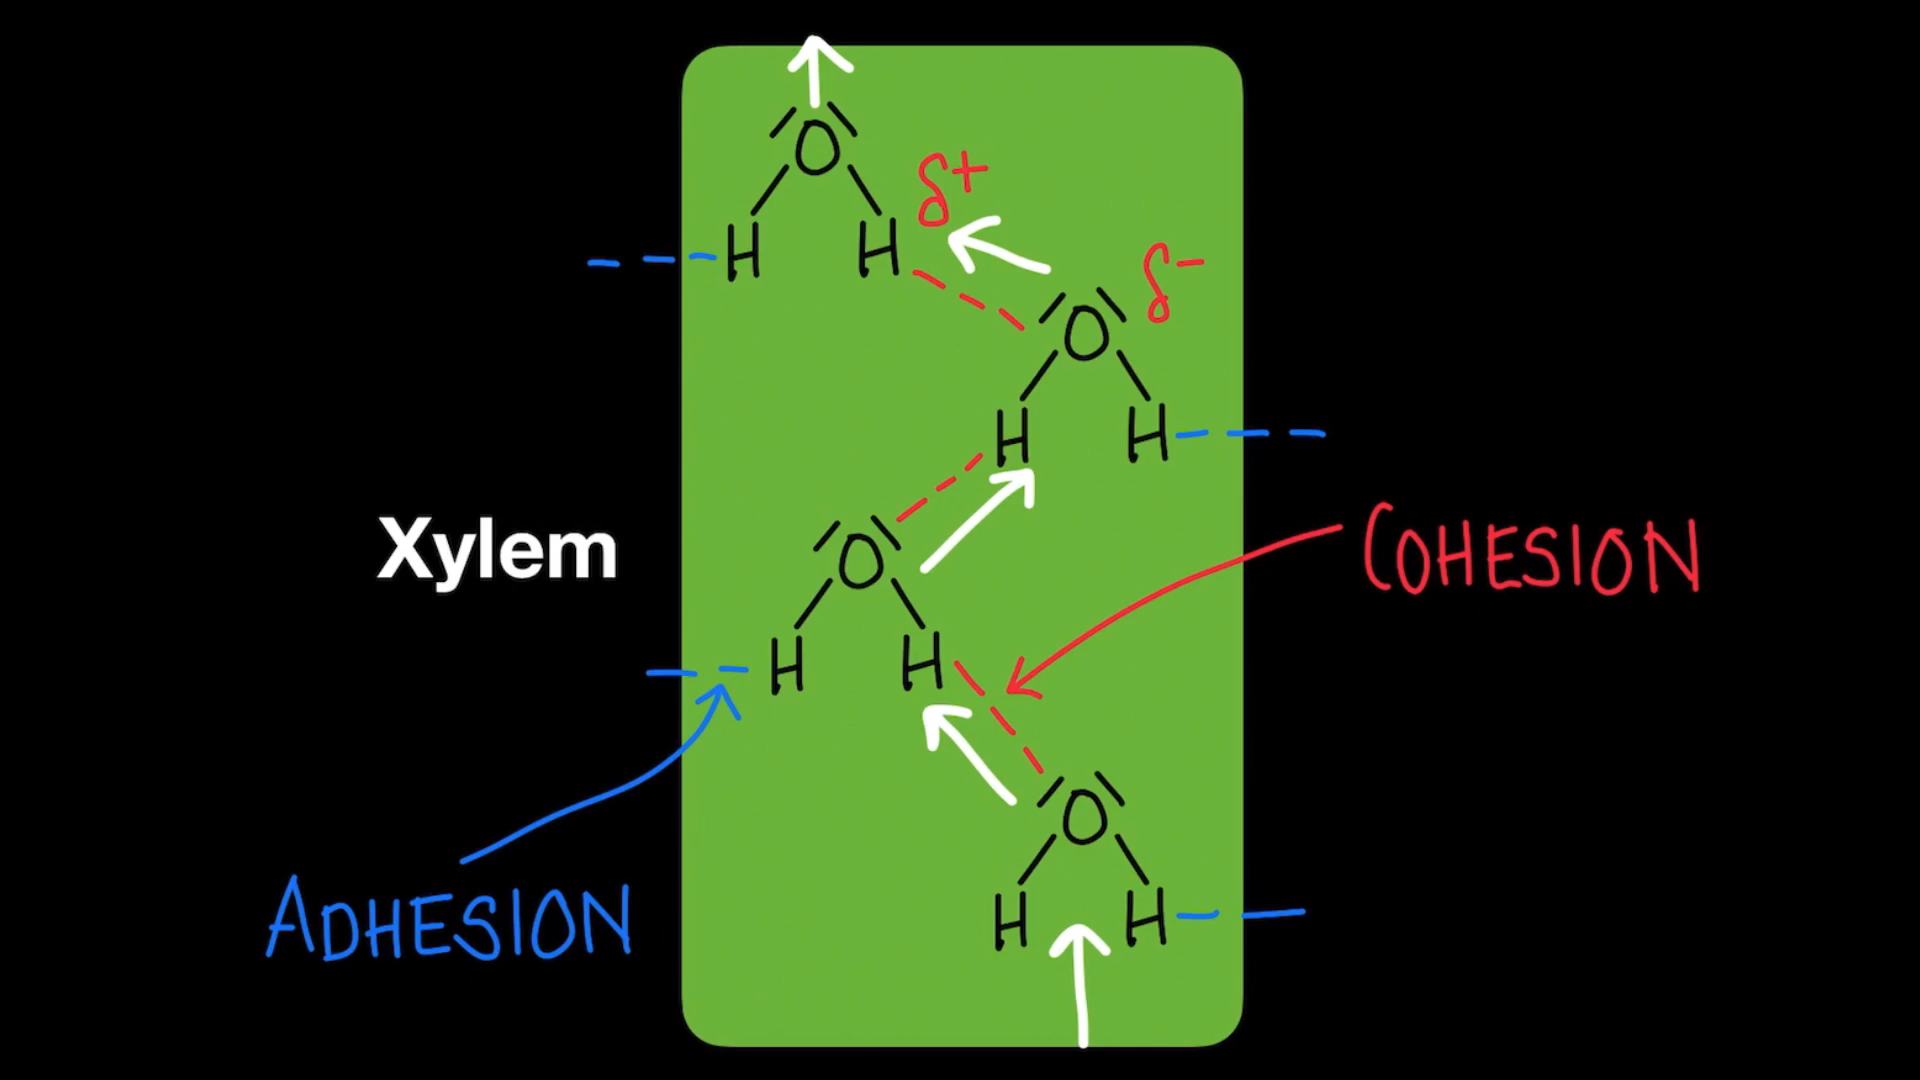 O
δ+
H H
δ-
O
H H
Xylem
COHESION
O
H H
O
ADHESION
H H